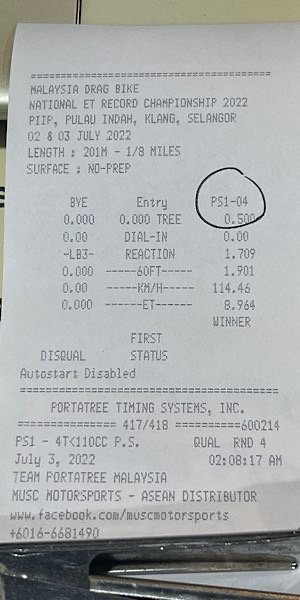 =======================================
MALAYSIA DRAG BIKE
NATIONAL ET RECORD CHAMPIONSHIP 2022
PIIP, PULAU INDAH, KLANG, SELANGOR
02 & 03 JULY 2022
LENGTH : 201M - 1/8 MILES
SURFACE : NO-PREP
BYE Entry PS1-04
0.000 0.000 TREE 0.500
0.00 DIAL-IN 0.00
-LB3- REACTION 1.709
0.000 ------60FT----- 1.901
0.00 -----KM/H----- 114.46
0.000 ------ET------ 8.964
WINNER
FIRST
DISQUAL STATUS
Autostart Disabled
=======================================
PORTATREE TIMING SYSTEMS, INC.
=============== 417/418 ==========600214
PS1 - 4T<110CC P.S. QUAL RND 4
July 3, 2022 02:08:17 AM
TEAM PORTATREE MALAYSIA
MUSC MOTORSPORTS - ASEAN DISTRIBUTOR
www.facebook.com/muscmotorsports
+6016-6681490